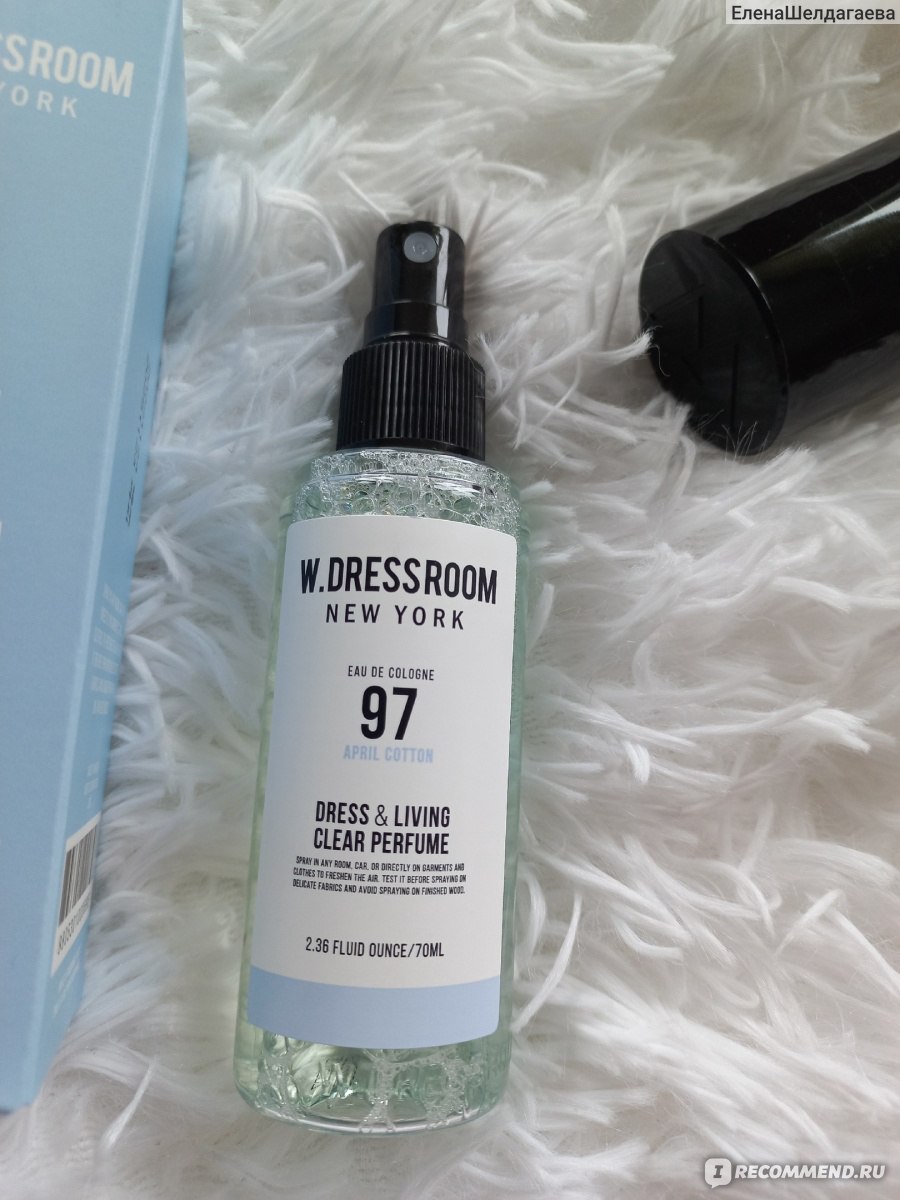 ЕленаШелдагаева
SSROOM
YORK
W.DRESSROOM
NEW YORK
EAU DE COLOGNE
97
APRIL COTTON
DRESS & LIVING
CLEAR PERFUME
SPRAY IN ANY ROOM, CAR, OR DIRECTLY ON GARMENTS AND
CLOTHES TO FRESHEN THE AIR. TEST IT BEFORE SPRAYING ON
DELICATE FABRICS AND AVOID SPRAYING ON FINISHED WOOD.
2.36 FLUID OUNCE/70ML
IRECOMMEND.RU